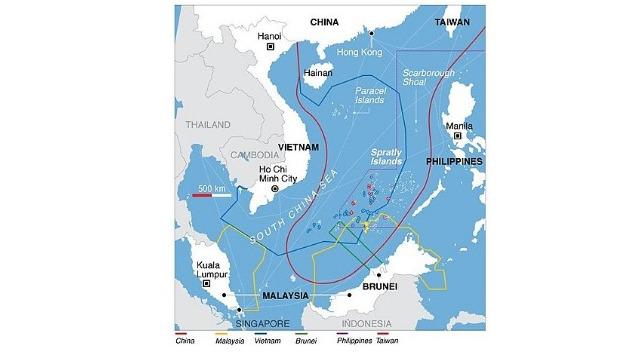 CHINA
TAIWAN
Hanoi
Hong Kong
Hainan
Scarborough
Shoal
Paracel
Islands
THAILAND
VIETNAM
Manila
CAMBODIA
Spratly
Islands
PHILIPPINES
Ho Chi
Minh City
500 km
SOUTH CHINA SEA
Kuala
Lumpur
BRUNEI
MALAYSIA
SINGAPORE
INDONESIA
China
Malaysia
Vietnam
Brunei
Philippines
Taiwan